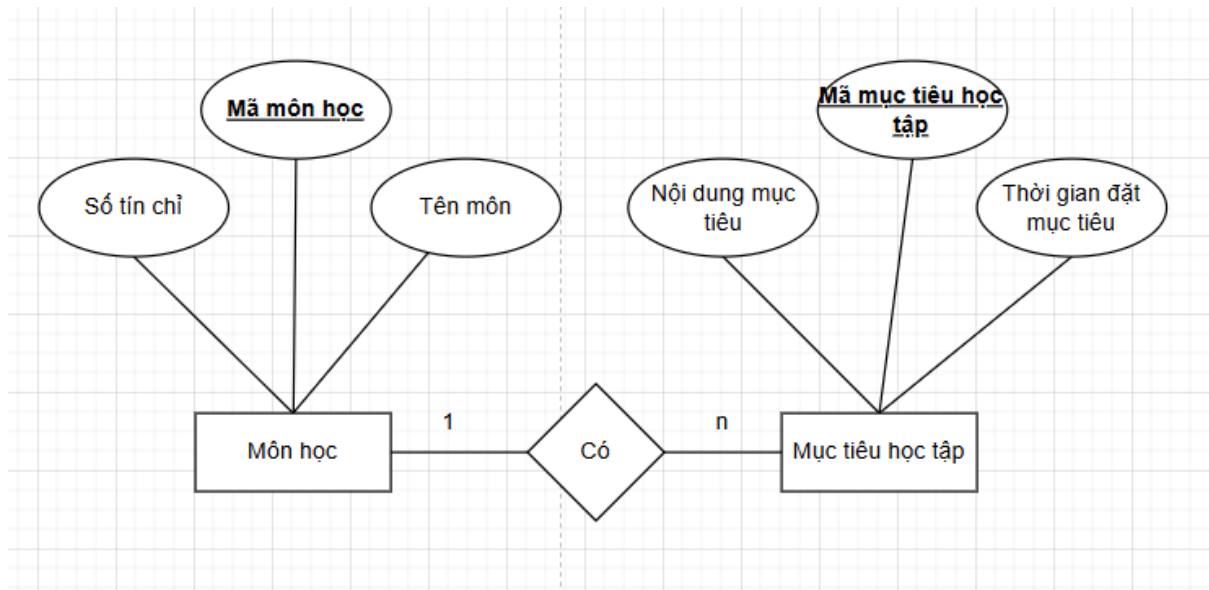 Mã môn học
Mã mục tiêu học
tập
Số tín chỉ
Tên môn
Nội dung mục
tiêu
Thời gian đặt
mục tiêu
1
n
Môn học
Có
Mục tiêu học tập